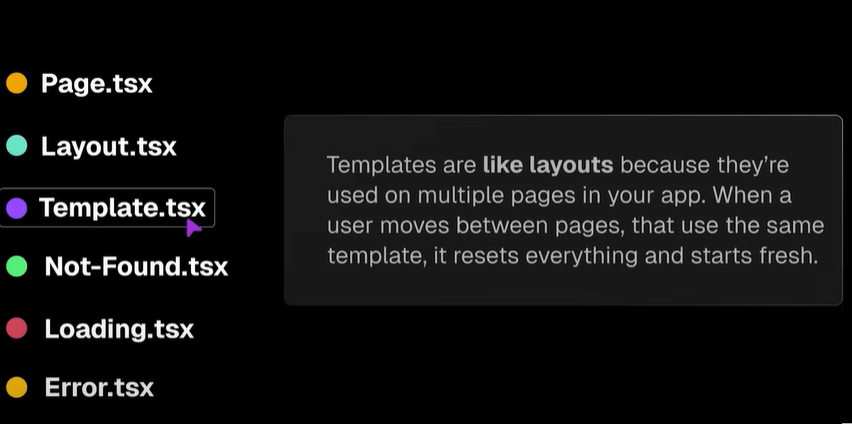 Page.tsx
Layout.tsx
Template.tsx
Not-Found.tsx
Loading.tsx
Error.tsx
Templates are like layouts because they're
used on multiple pages in your app. When a
user moves between pages, that use the same
template, it resets everything and starts fresh.